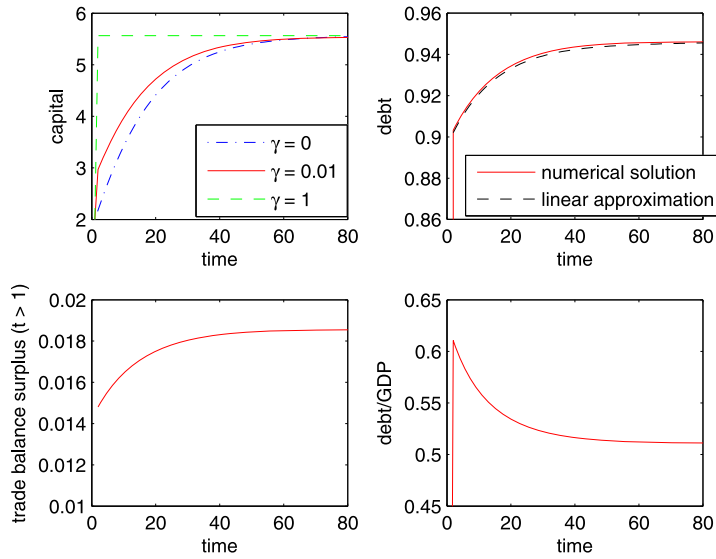 6
5
4
3
2
capital
0 20 40 60 80
time
γ = 0
γ = 0.01
γ = 1
0.96
0.94
0.92
0.9
0.88
0.86
debt
0 20 40 60 80
time
numerical solution
linear approximation
0.02
0.018
0.016
0.014
0.012
0.01
trade balance surplus (t > 1)
0 20 40 60 80
time
0.65
0.6
0.55
0.5
0.45
debt/GDP
0 20 40 60 80
time